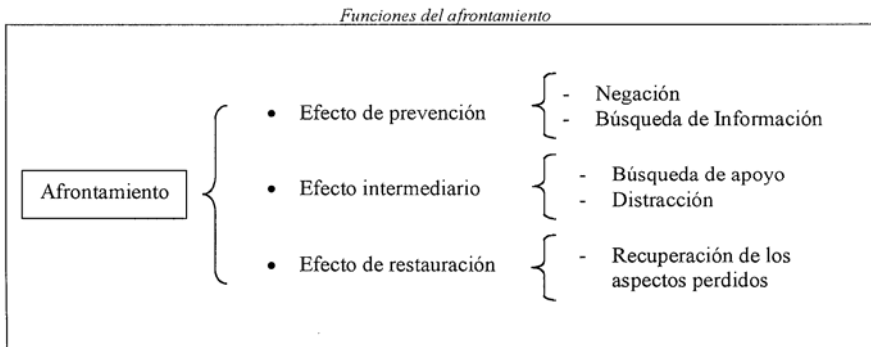 Funciones del afrontamiento
Afrontamiento
• Efecto de prevención
- Negación
- Búsqueda de Información
• Efecto intermediario
- Búsqueda de apoyo
- Distracción
• Efecto de restauración
- Recuperación de los
aspectos perdidos